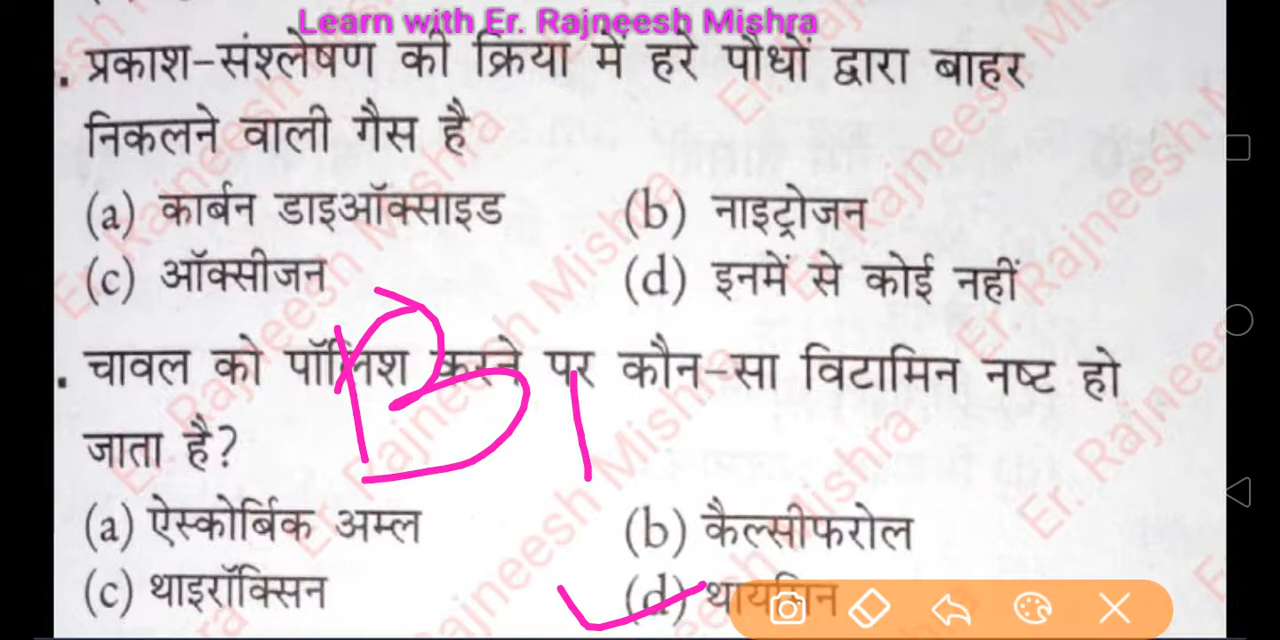 Learn with Er. Rajneesh Mishra
. प्रकाश-संश्लेषण की क्रिया में हरे पौधों द्वारा बाहर
निकलने वाली गैस है
(a) कार्बन डाइऑक्साइड (b) नाइट्रोजन
(c) ऑक्सीजन (d) इनमें से कोई नहीं
. चावल को पॉलिश करने पर कौन-सा विटामिन नष्ट हो
B1
जाता है?
(a) ऐस्कोर्बिक अम्ल (b) कैल्सीफरोल
(c) थाइरॉक्सिन (d) थायमिन